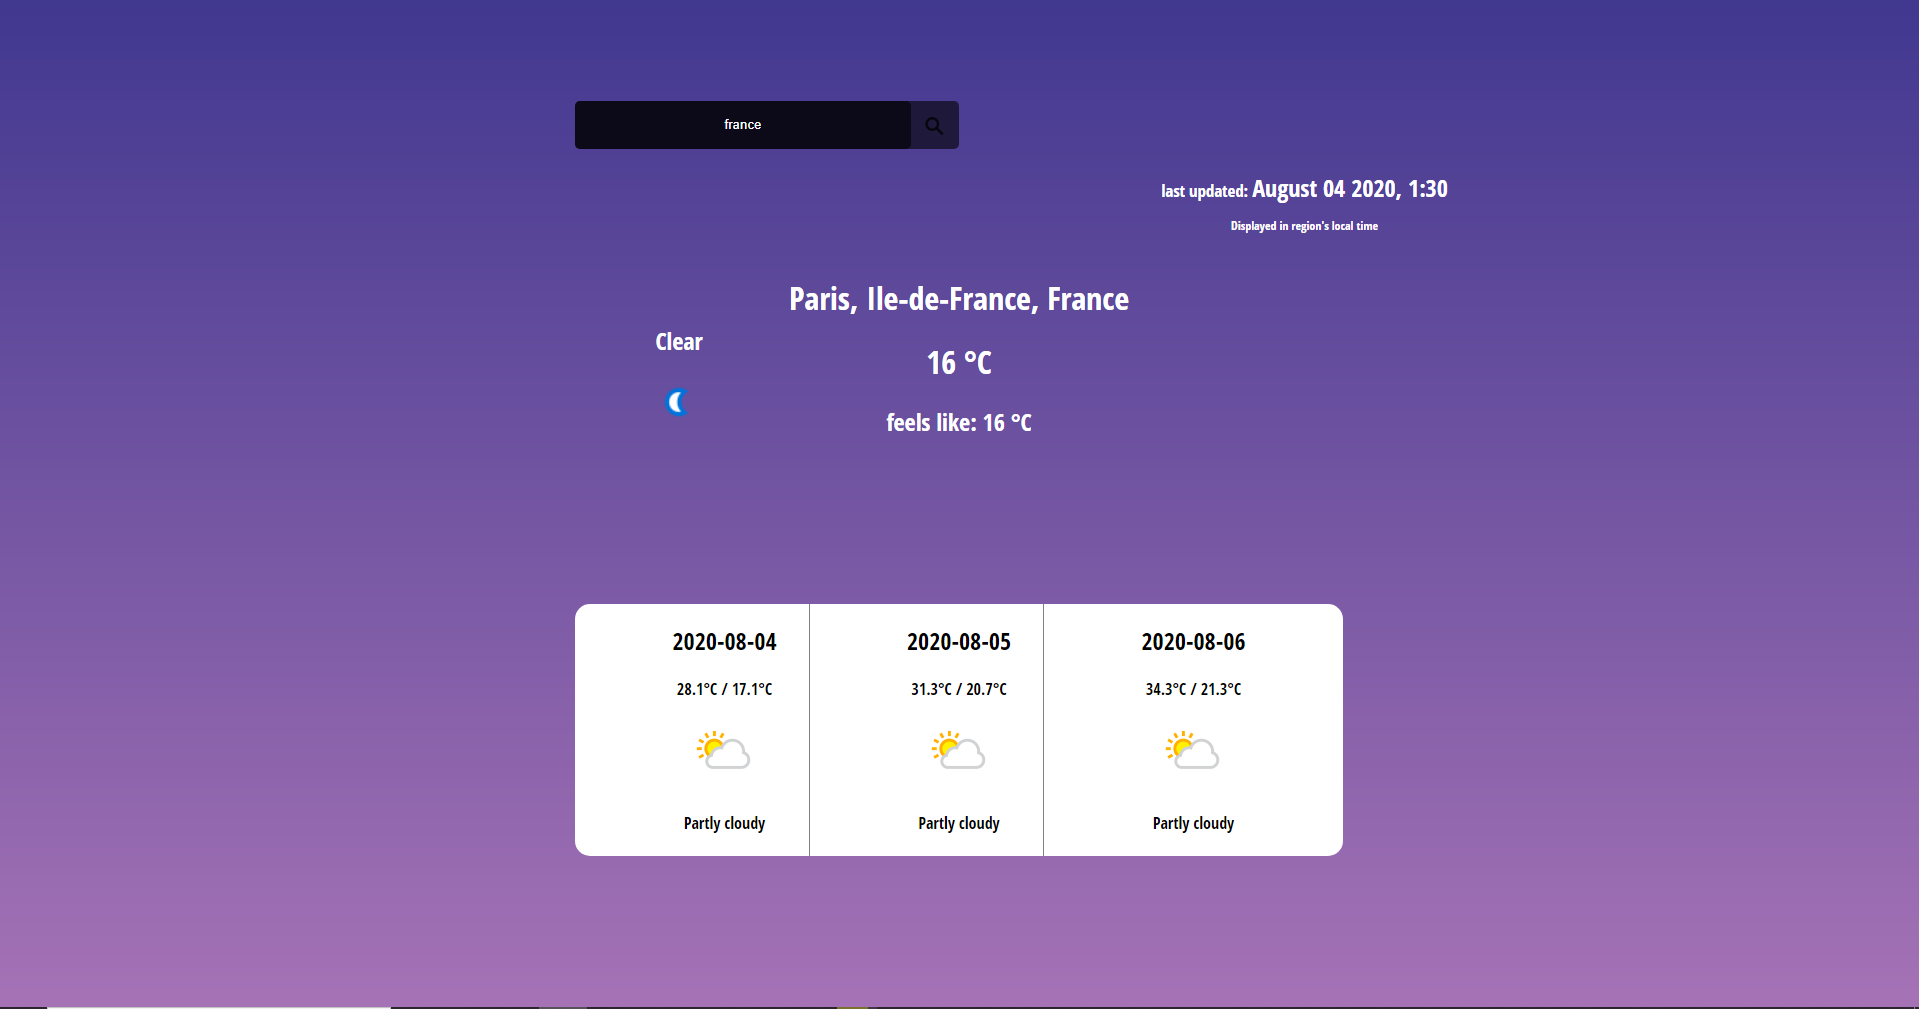 france
last updated: August 04 2020, 1:30
Displayed in region's local time
Paris, Ile-de-France, France
Clear
16 °C
feels like: 16 °C
2020-08-04
28.1°C / 17.1°C
Partly cloudy
2020-08-05
31.3°C / 20.7°C
Partly cloudy
2020-08-06
34.3°C / 21.3°C
Partly cloudy